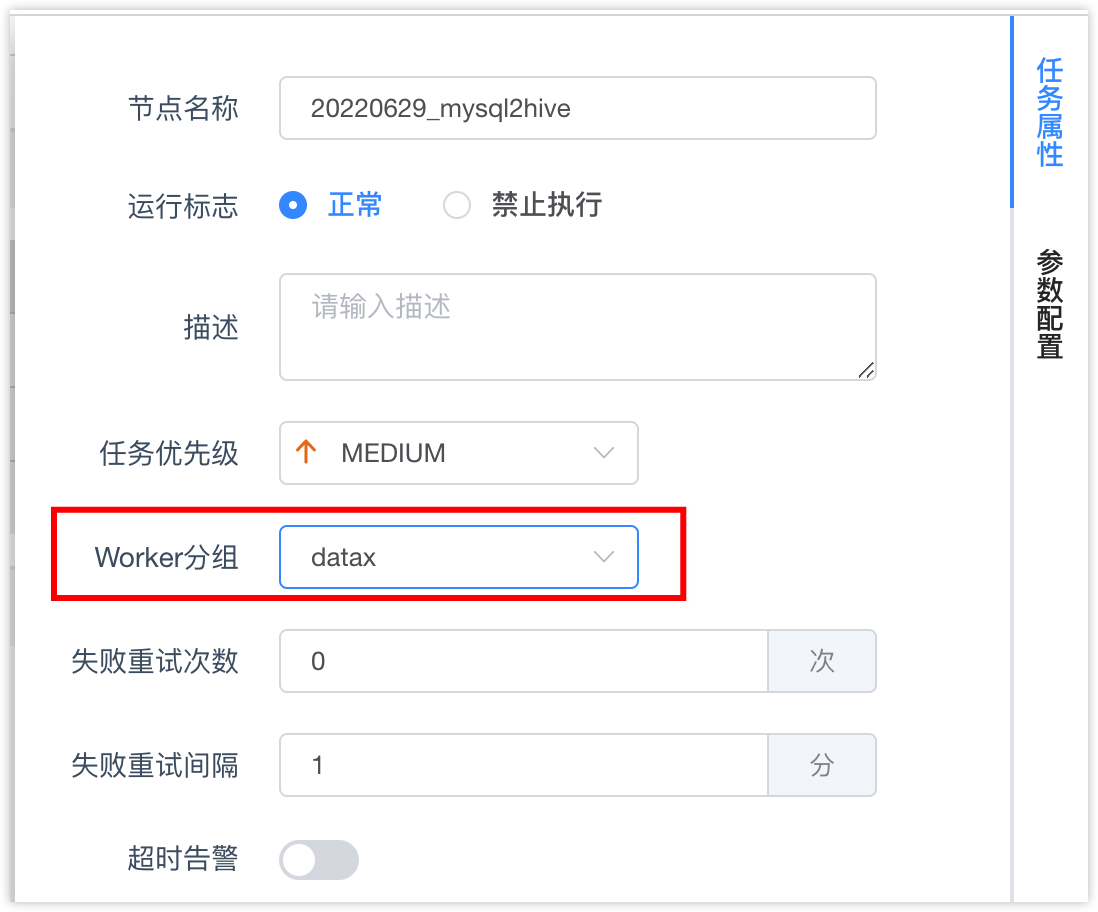 节点名称 20220629_mysql2hive
运行标志 正常 禁止执行
描述 请输入描述
任务优先级 MEDIUM
Worker分组 datax
失败重试次数 0 次
失败重试间隔 1 分
超时告警
任务属性
参数配置